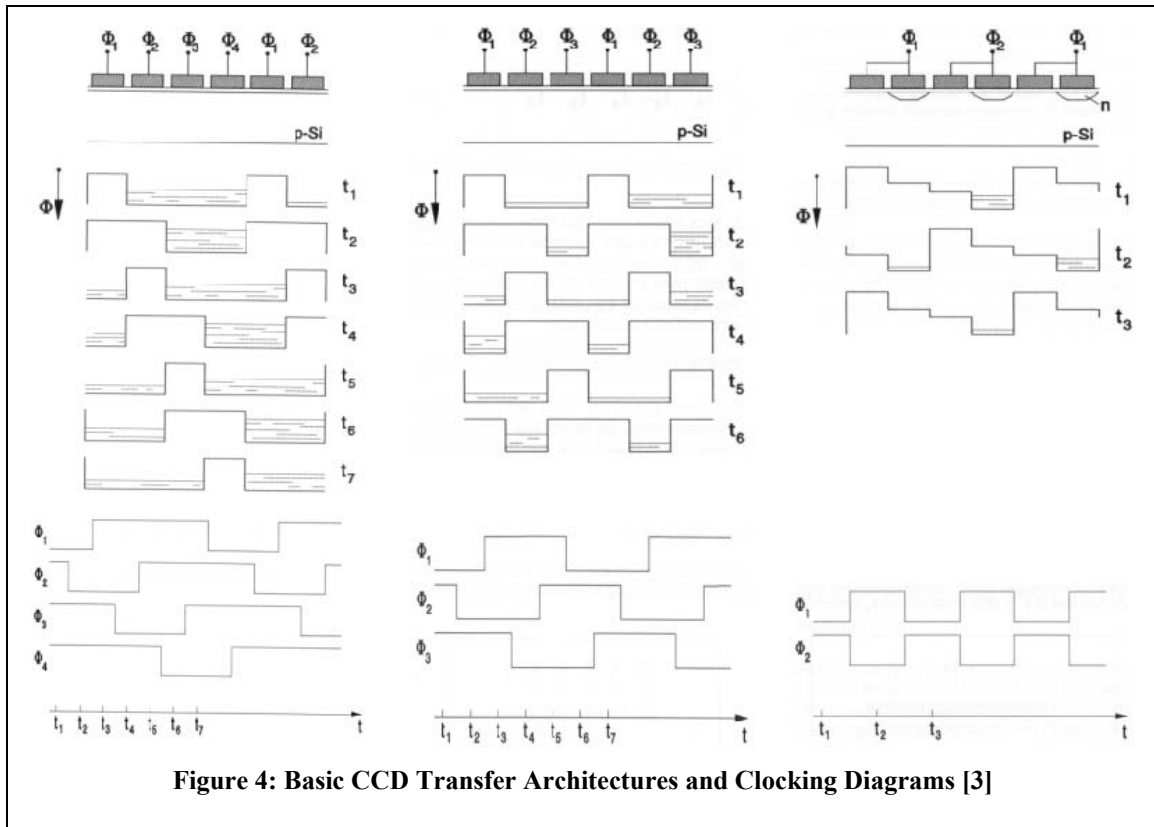 Φ1 Φ2 Φ3 Φ4 Φ1 Φ2
p-Si
Φ
t1
t2
t3
t4
t5
t6
t7
Φ1
Φ2
Φ3
Φ4
t1 t2 t3 t4 t5 t6 t7 t
Φ1 Φ2 Φ3 Φ1 Φ2 Φ3
p-Si
Φ
t1
t2
t3
t4
t5
t6
Φ1
Φ2
Φ3
t1 t2 t3 t4 t5 t6 t7 t
Φ1 Φ2 Φ1
n
p-Si
Φ
t1
t2
t3
Φ1
Φ2
t1 t2 t3 t
Figure 4: Basic CCD Transfer Architectures and Clocking Diagrams [3]